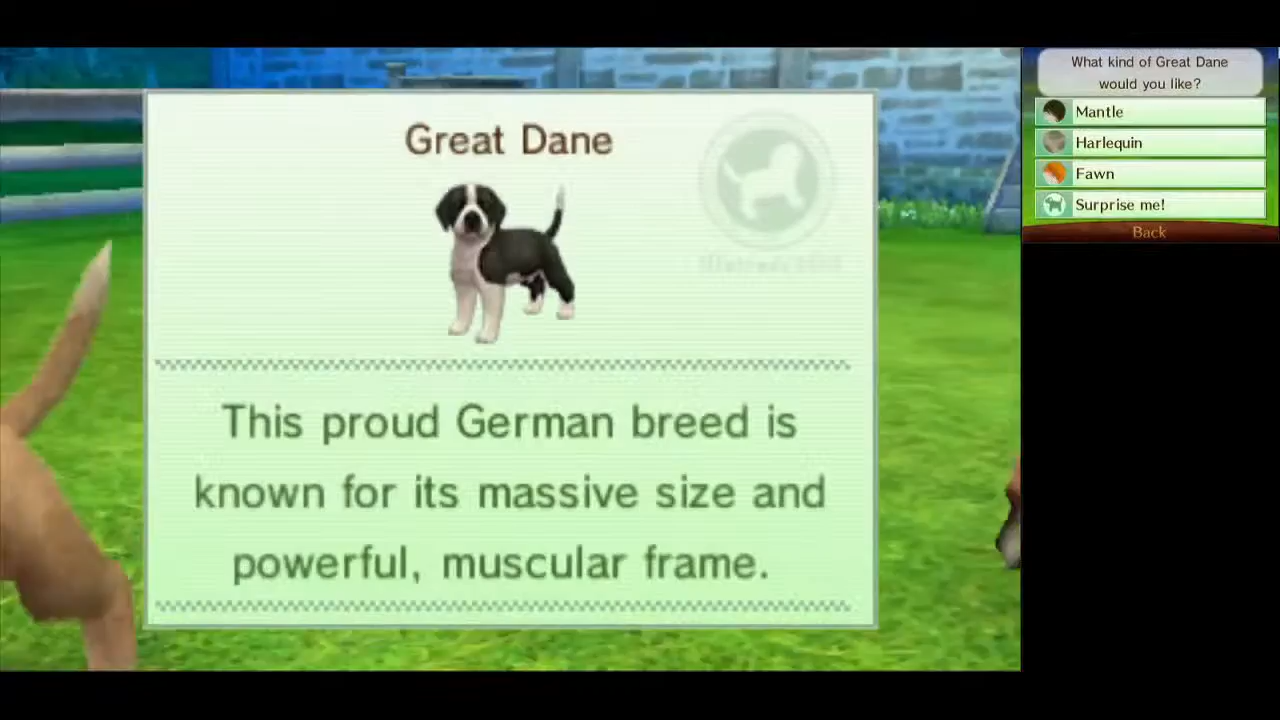 Great Dane
This proud German breed is
known for its massive size and
powerful, muscular frame.
What kind of Great Dane
would you like?
Mantle
Harlequin
Fawn
Surprise me!
Back